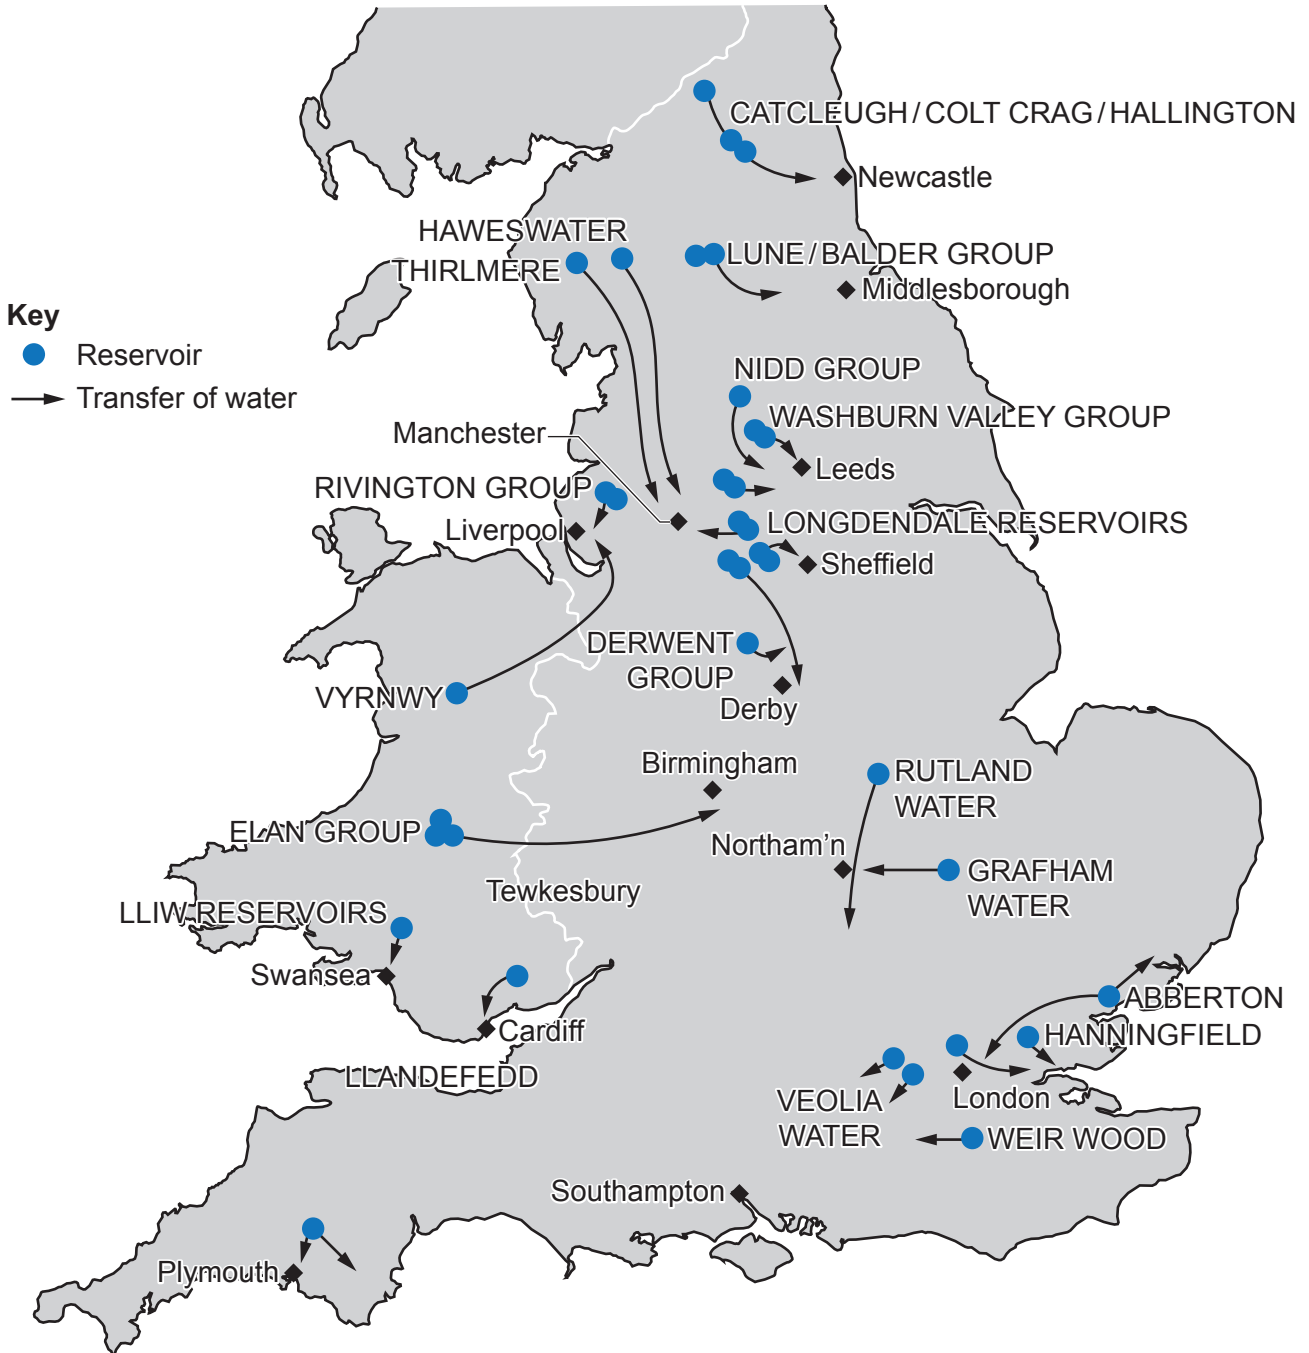 CATCLEUGH / COLT CRAG / HALLINGTON
Newcastle
HAWESWATER
THIRLMERE
LUNE / BALDER GROUP
Middlesborough
Key
Reservoir
Transfer of water
NIDD GROUP
WASHBURN VALLEY GROUP
Manchester
Leeds
RIVINGTON GROUP
Liverpool
LONGDENDALE RESERVOIRS
Sheffield
DERWENT
GROUP
VYRNWY
Derby
Birmingham
RUTLAND
WATER
ELAN GROUP
Northam'n
GRAFHAM
WATER
Tewkesbury
LLIW RESERVOIRS
Swansea
ABBERTON
Cardiff
HANNINGFIELD
LLANDEFEDD
VEOLIA
WATER
London
WEIR WOOD
Southampton
Plymouth